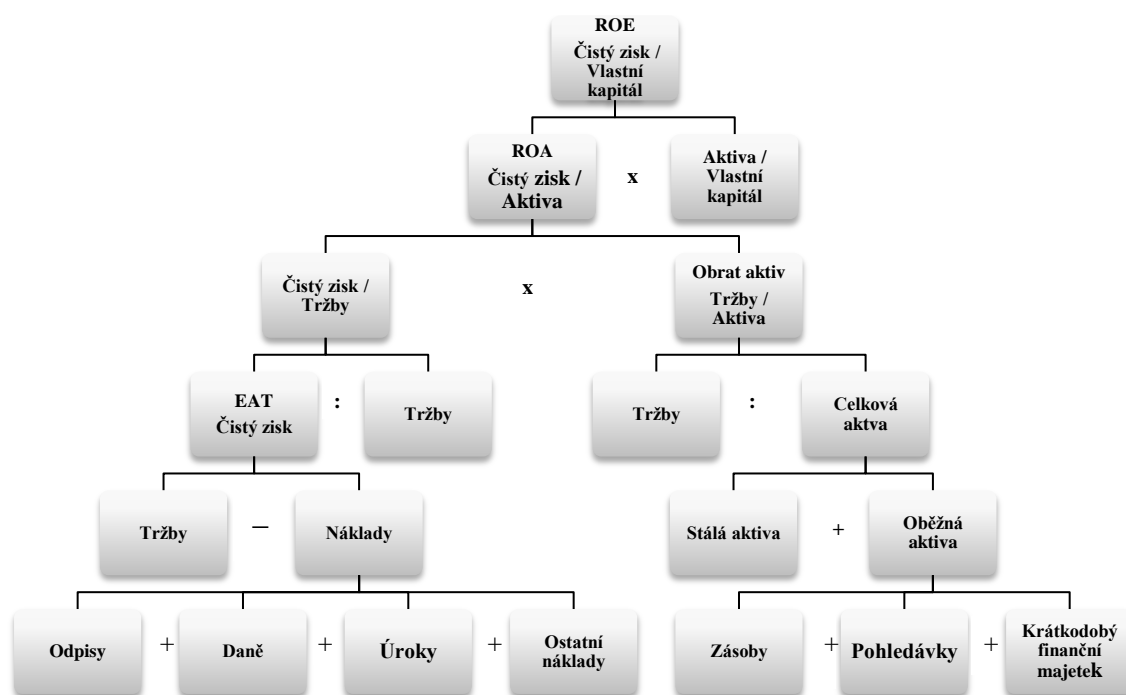 ROE
Čistý zisk /
Vlastní
kapitál
ROA
Čistý zisk /
Aktiva
x
Aktiva /
Vlastní
kapitál
Čistý zisk /
Tržby
x
Obrat aktiv
Tržby /
Aktiva
EAT
Čistý zisk
:
Tržby
Tržby
:
Celková
aktva
Tržby
–
Náklady
Stálá aktiva
+
Oběžná
aktiva
Odpisy
+
Daně
+
Úroky
+
Ostatní
náklady
Zásoby
+
Pohledávky
+
Krátkodobý
finanční
majetek